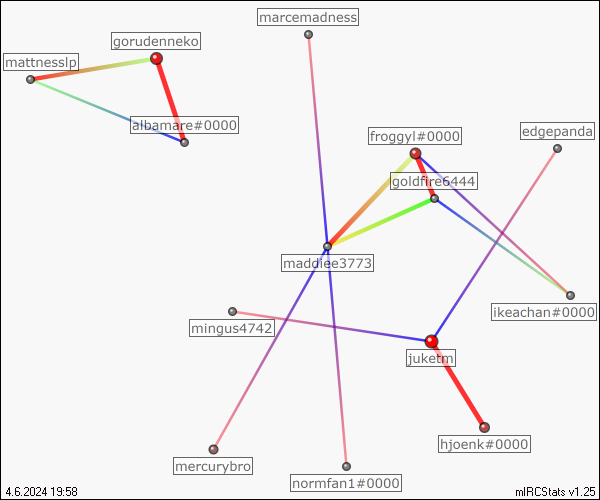 marcemadness
gorudenneko
mattnesslp
albamare#0000
froggyl#0000
edgepanda
goldfire6444
maddiee3773
ikeachan#0000
mingus4742
juketm
hjoenk#0000
mercurybro
normfan1#0000
4.6.2024 19:58
mIRCStats v1.25